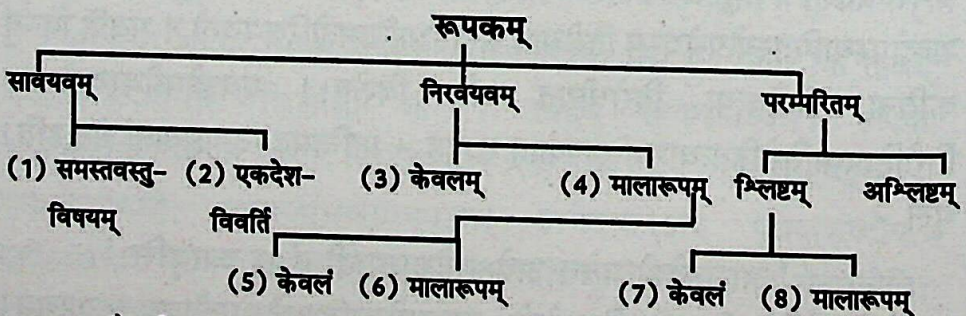 रूपकम्
सावयवम् निरवयवम् परम्परितम्
(1) समस्तवस्तु- (2) एकदेश- (3) केवलम् (4) मालारूपम् श्लिष्टम् अश्लिष्टम्
विषयम् विवर्ति
(5) केवलं (6) मालारूपम् (7) केवलं (8) मालारूपम्